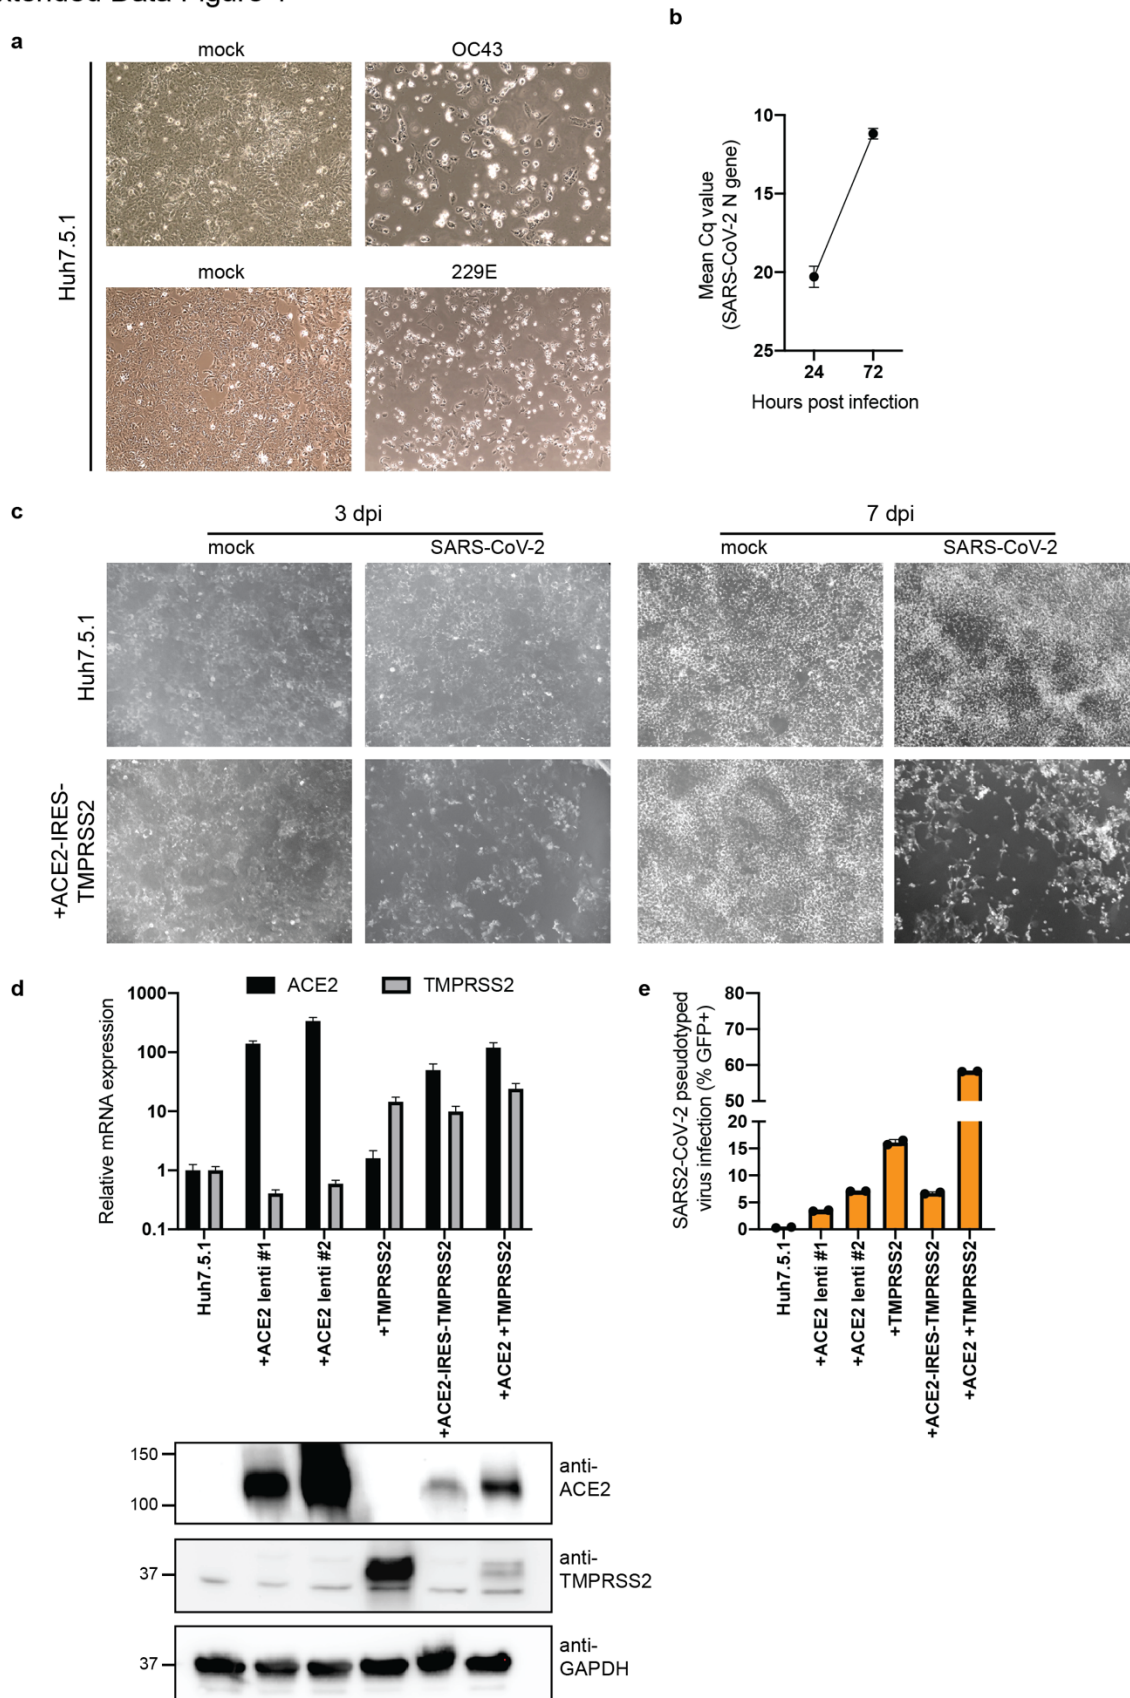 a
mock
OC43
Huh7.5.1
mock
229E
b
10
15
20
25
Mean Cq value
(SARS-CoV-2 N gene)
24
72
Hours post infection
c
3 dpi
7 dpi
mock
SARS-CoV-2
mock
SARS-CoV-2
Huh7.5.1
+ACE2-IRES-
TMPRSS2
d
ACE2
TMPRSS2
Relative mRNA expression
1000
100
10
1
0.1
Huh7.5.1
+ACE2 lenti #1
+ACE2 lenti #2
+TMPRSS2
+ACE2-IRES-TMPRSS2
+ACE2 +TMPRSS2
150
100
anti-
ACE2
37
anti-
TMPRSS2
37
anti-
GAPDH
e
SARS2-CoV-2 pseudotyped
virus infection (% GFP+)
80
70
60
50
20
15
10
5
0
Huh7.5.1
+ACE2 lenti #1
+ACE2 lenti #2
+TMPRSS2
+ACE2-IRES-TMPRSS2
+ACE2 +TMPRSS2